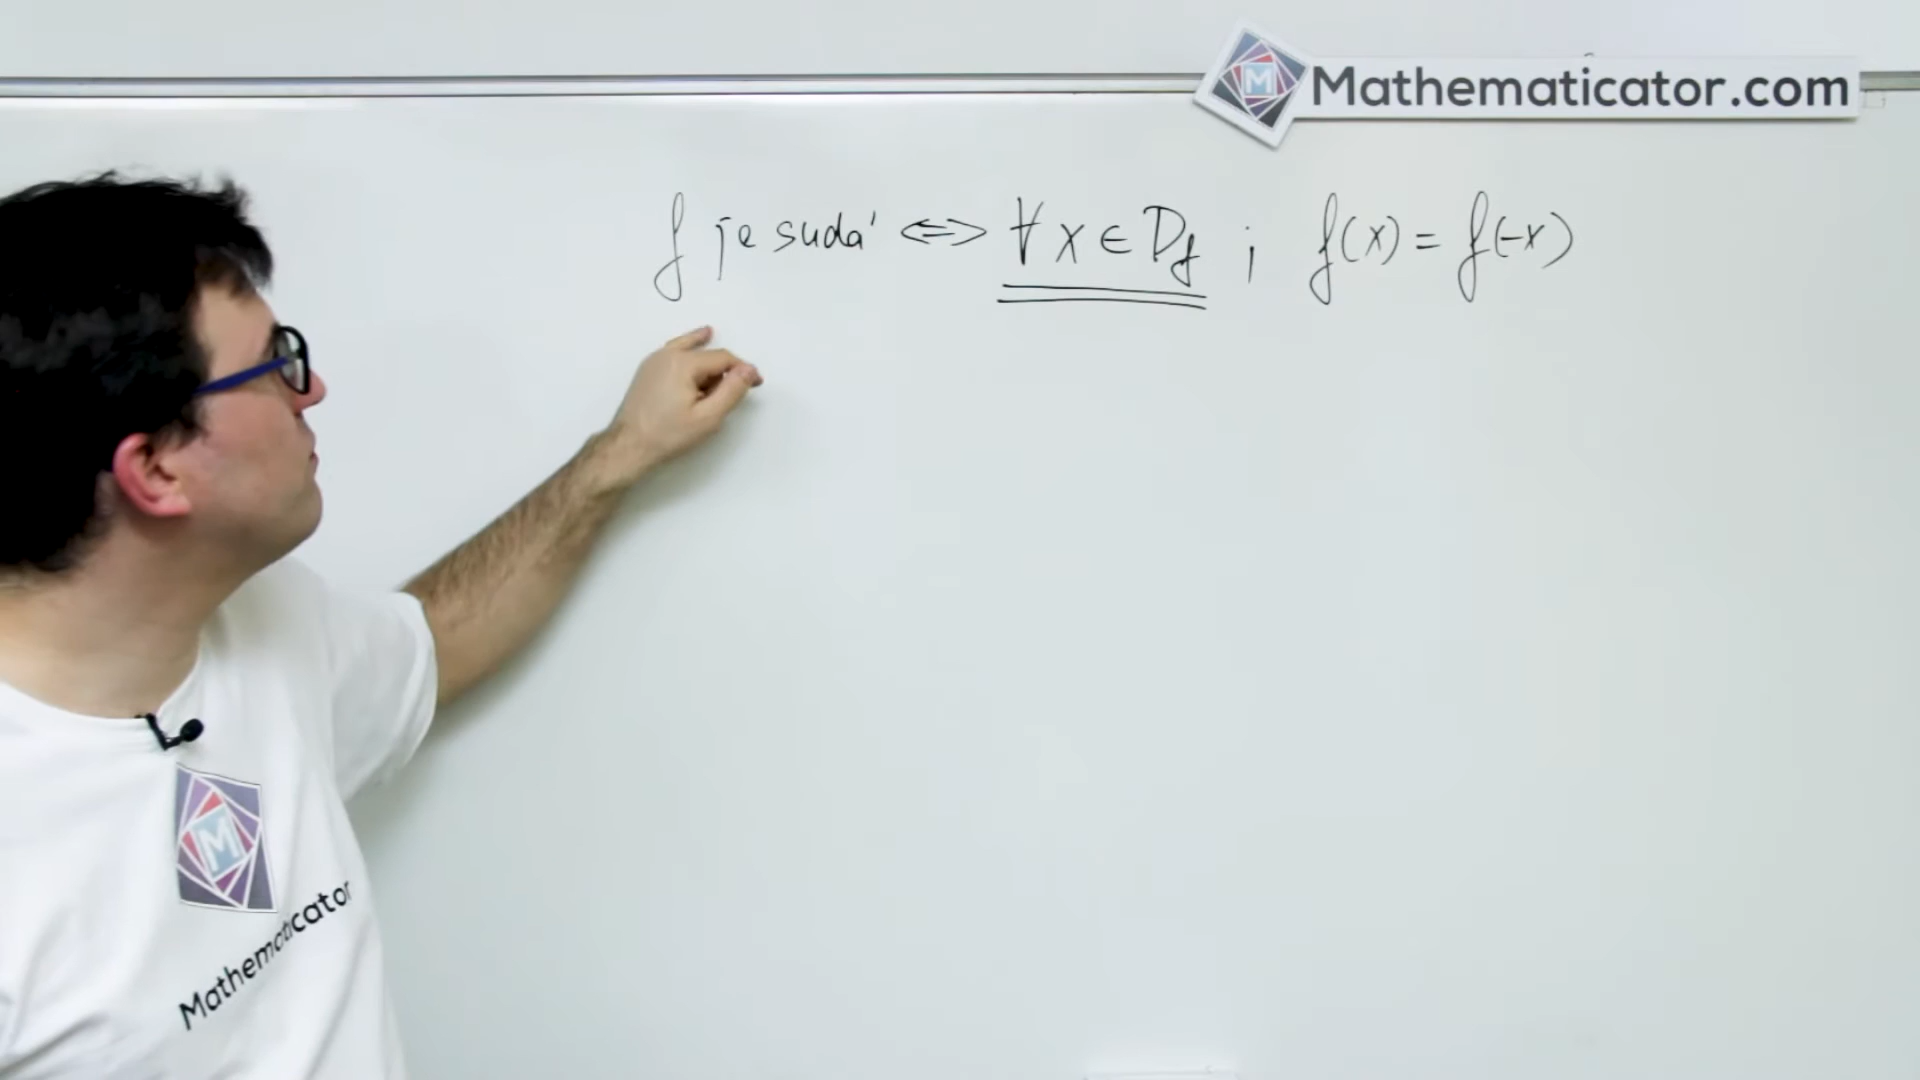 Mathematicator.com
f je sudá ⇔ ∀ x ∈ D_f ; f(x) = f(-x)
M
Mathematicator